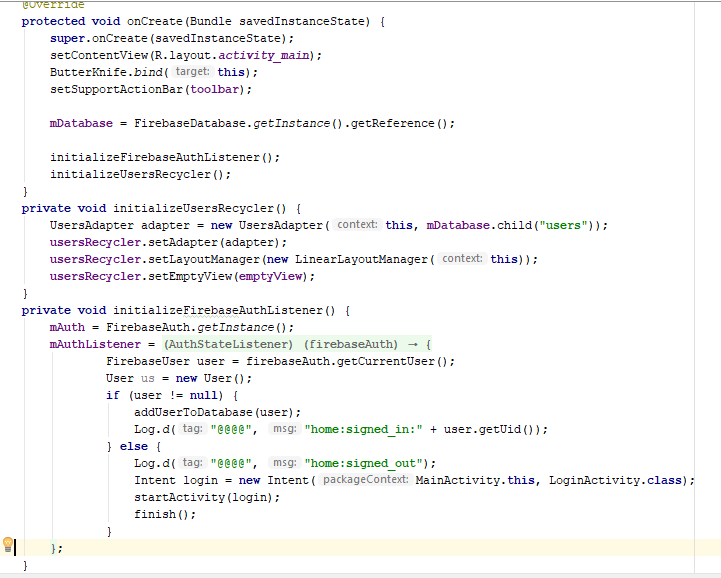 @Override
protected void onCreate(Bundle savedInstanceState) {
super.onCreate(savedInstanceState);
setContentView(R.layout.activity_main);
ButterKnife.bind( target: this);
setSupportActionBar(toolbar);
mDatabase = FirebaseDatabase.getInstance().getReference();
initializeFirebaseAuthListener();
initializeUsersRecycler();
}
private void initializeUsersRecycler() {
UsersAdapter adapter = new UsersAdapter( context: this, mDatabase.child("users"));
usersRecycler.setAdapter(adapter);
usersRecycler.setLayoutManager(new LinearLayoutManager( context: this));
usersRecycler.setEmptyView(emptyView);
}
private void initializeFirebaseAuthListener() {
mAuth = FirebaseAuth.getInstance();
mAuthListener = (AuthStateListener) (firebaseAuth) → {
FirebaseUser user = firebaseAuth.getCurrentUser();
User us = new User();
if (user != null) {
addUserToDatabase(user);
Log.d( tag: "@@@@", msg: "home:signed_in:" + user.getUid());
} else {
Log.d( tag: "@@@@", msg: "home:signed_out");
Intent login = new Intent( packageContext: MainActivity.this, LoginActivity.class);
startActivity(login);
finish();
}
};
}